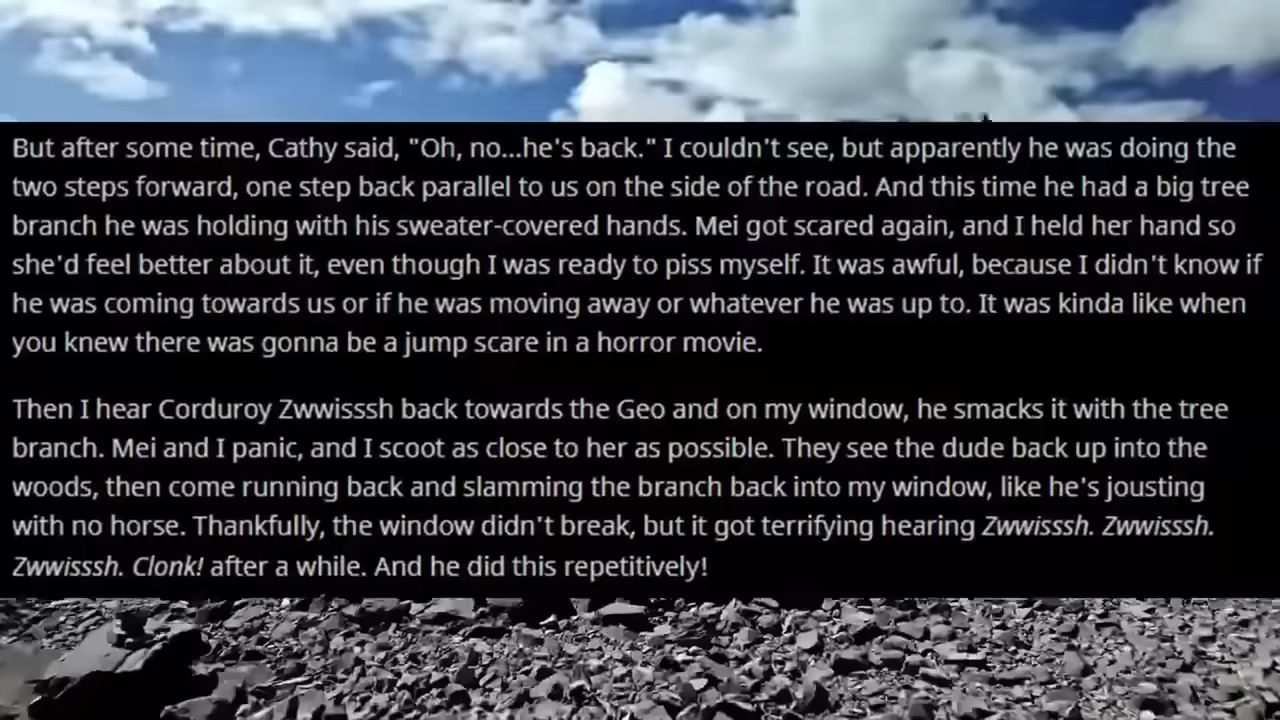 But after some time, Cathy said, "Oh, no...he's back." I couldn't see, but apparently he was doing the
two steps forward, one step back parallel to us on the side of the road. And this time he had a big tree
branch he was holding with his sweater-covered hands. Mei got scared again, and I held her hand so
she'd feel better about it, even though I was ready to piss myself. It was awful, because I didn't know if
he was coming towards us or if he was moving away or whatever he was up to. It was kinda like when
you knew there was gonna be a jump scare in a horror movie.
Then I hear Corduroy Zwwisssh back towards the Geo and on my window, he smacks it with the tree
branch. Mei and I panic, and I scoot as close to her as possible. They see the dude back up into the
woods, then come running back and slamming the branch back into my window, like he's jousting
with no horse. Thankfully, the window didn't break, but it got terrifying hearing Zwwisssh. Zwwisssh.
Zwwisssh. Clonk! after a while. And he did this repetitively!